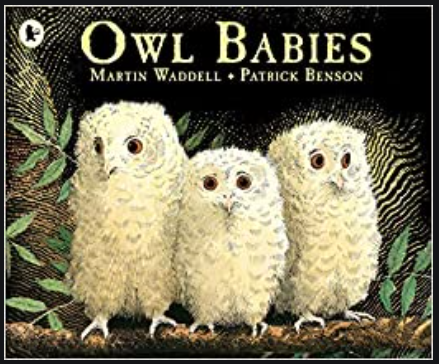 OWL BABIES
MARTIN WADDELL • PATRICK BENSON